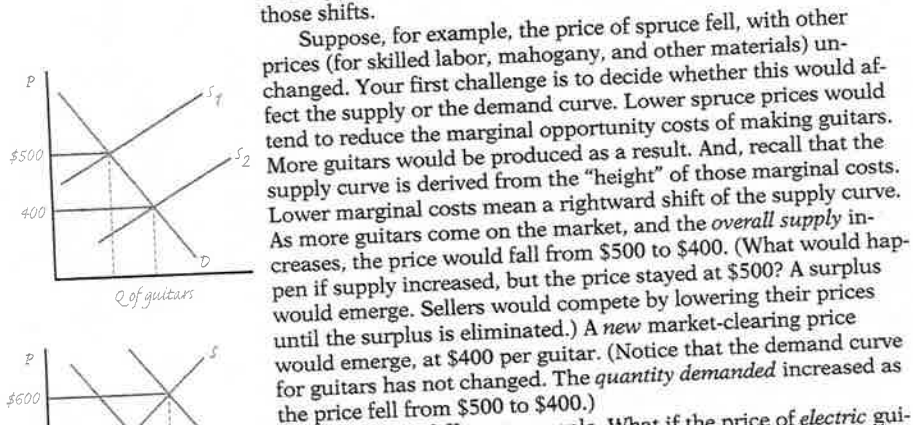 those shifts.
Suppose, for example, the price of spruce fell, with other
prices (for skilled labor, mahogany, and other materials) un-
changed. Your first challenge is to decide whether this would af-
fect the supply or the demand curve. Lower spruce prices would
tend to reduce the marginal opportunity costs of making guitars.
More guitars would be produced as a result. And, recall that the
supply curve is derived from the “height” of those marginal costs.
Lower marginal costs mean a rightward shift of the supply curve.
As more guitars come on the market, and the overall supply in-
creases, the price would fall from $500 to $400. (What would hap-
pen if supply increased, but the price stayed at $500? A surplus
would emerge. Sellers would compete by lowering their prices
until the surplus is eliminated.) A new market-clearing price
would emerge, at $400 per guitar. (Notice that the demand curve
for guitars has not changed. The quantity demanded increased as
the price fell from $500 to $400.)
What if the price of electric gui-
P
S1
$500
S2
400
D
Q of guitars
P
S
$600